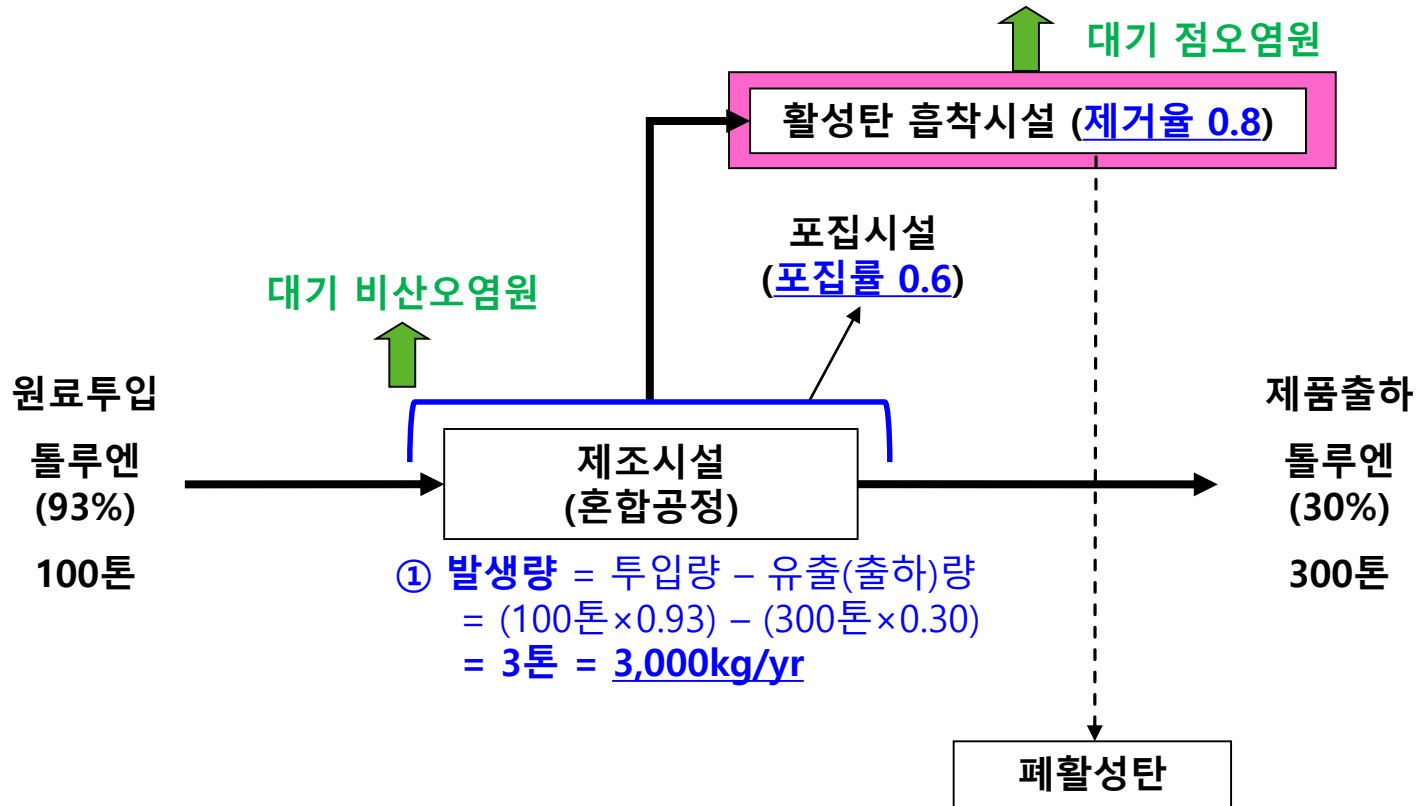 대기 점오염원
활성탄 흡착시설 (제거율 0.8)
포집시설
(포집률 0.6)
대기 비산오염원
원료투입
톨루엔
(93%)
100톤
제조시설
(혼합공정)
제품출하
톨루엔
(30%)
300톤
① 발생량 = 투입량 – 유출(출하)량
= (100톤×0.93) – (300톤×0.30)
= 3톤 = 3,000kg/yr
폐활성탄